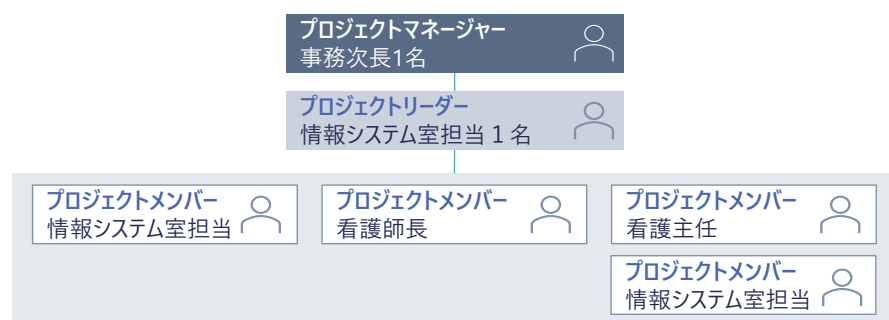 プロジェクトマネージャー
事務次長1名
プロジェクトリーダー
情報システム室担当１名
プロジェクトメンバー
情報システム室担当
プロジェクトメンバー
看護師長
プロジェクトメンバー
看護主任
プロジェクトメンバー
情報システム室担当